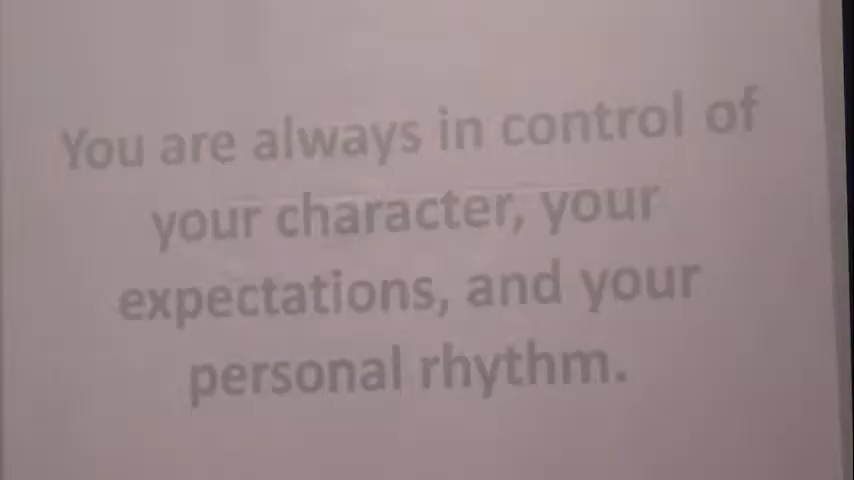 You are always in control of
your character, your
expectations, and your
personal rhythm.